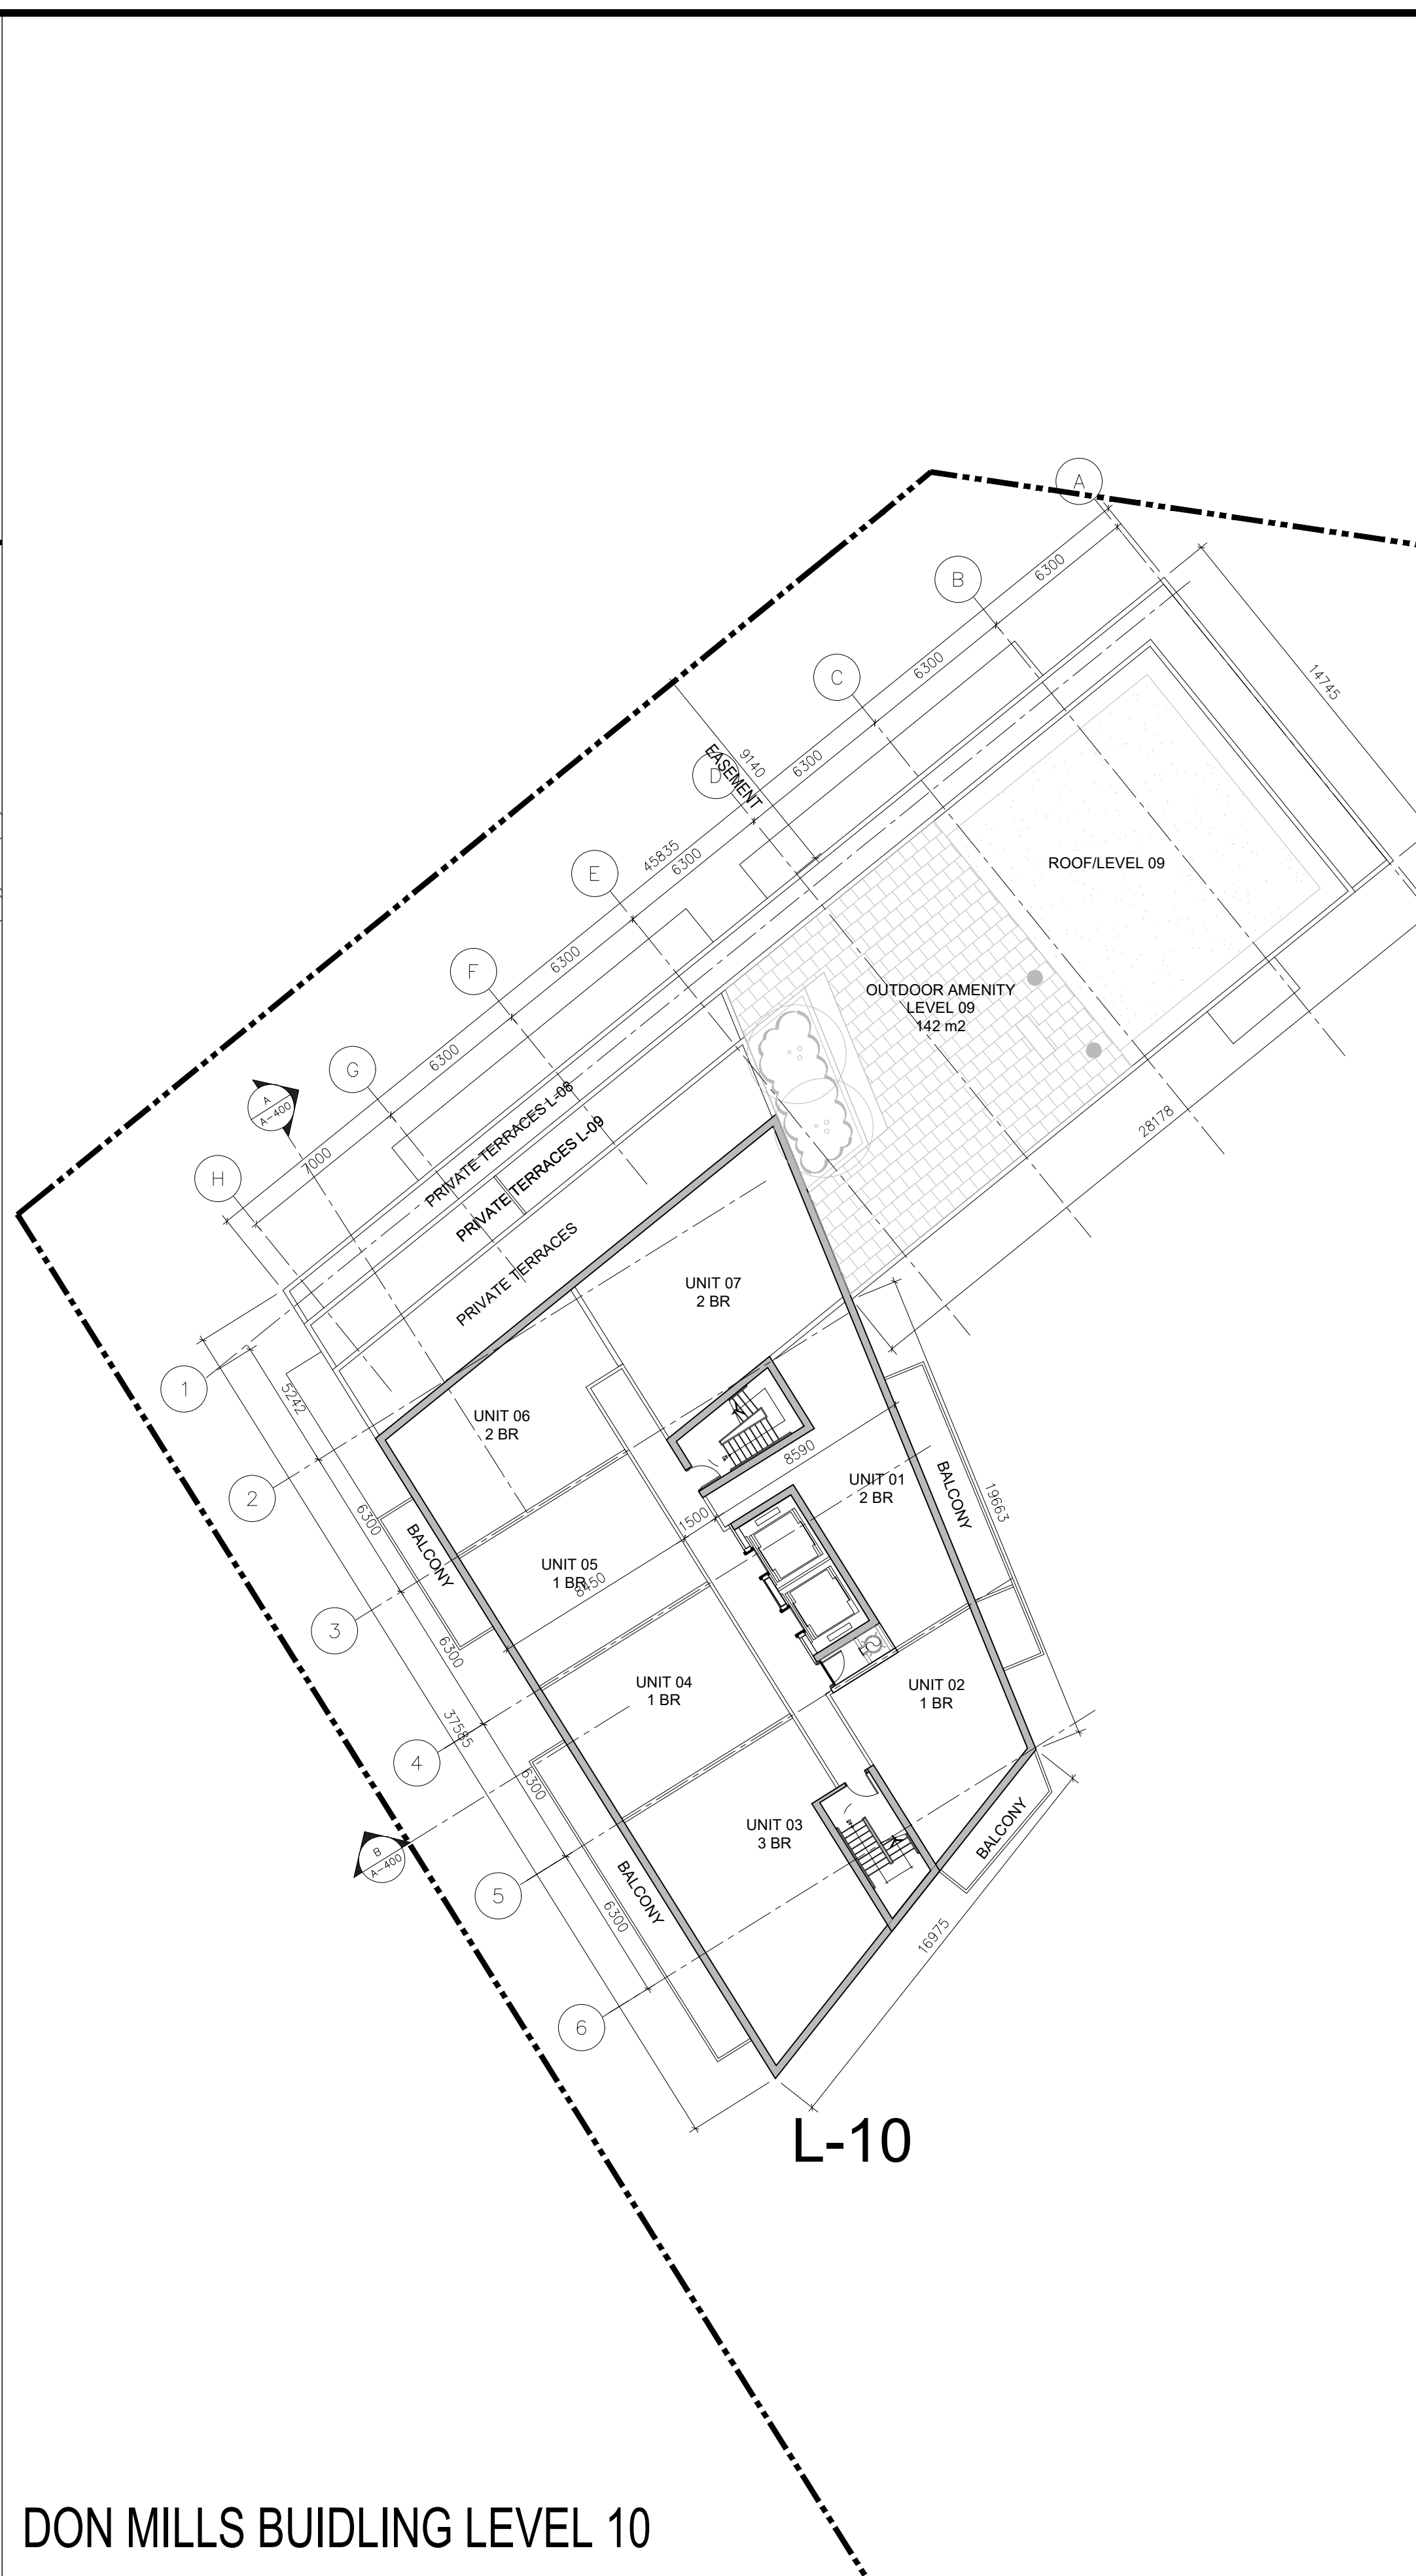 A
6300
B
14745
6300
C
9140
EASEMENT
D
6300
45835
6300
ROOF/LEVEL 09
E
6300
F
OUTDOOR AMENITY
LEVEL 09
142 m2
6300
G
A
A-400
PRIVATE TERRACES L-08
PRIVATE TERRACES L-09
28178
7000
H
PRIVATE TERRACES
UNIT 07
2 BR
1
5242
UNIT 06
2 BR
8590
UNIT 01
2 BR
BALCONY
19663
2
6300
1500
BALCONY
UNIT 05
1 BR
8450
3
6300
UNIT 04
1 BR
UNIT 02
1 BR
37585
4
6300
UNIT 03
3 BR
BALCONY
B
A-400
5
BALCONY
6300
16975
6
L-10
DON MILLS BUIDLING LEVEL 10